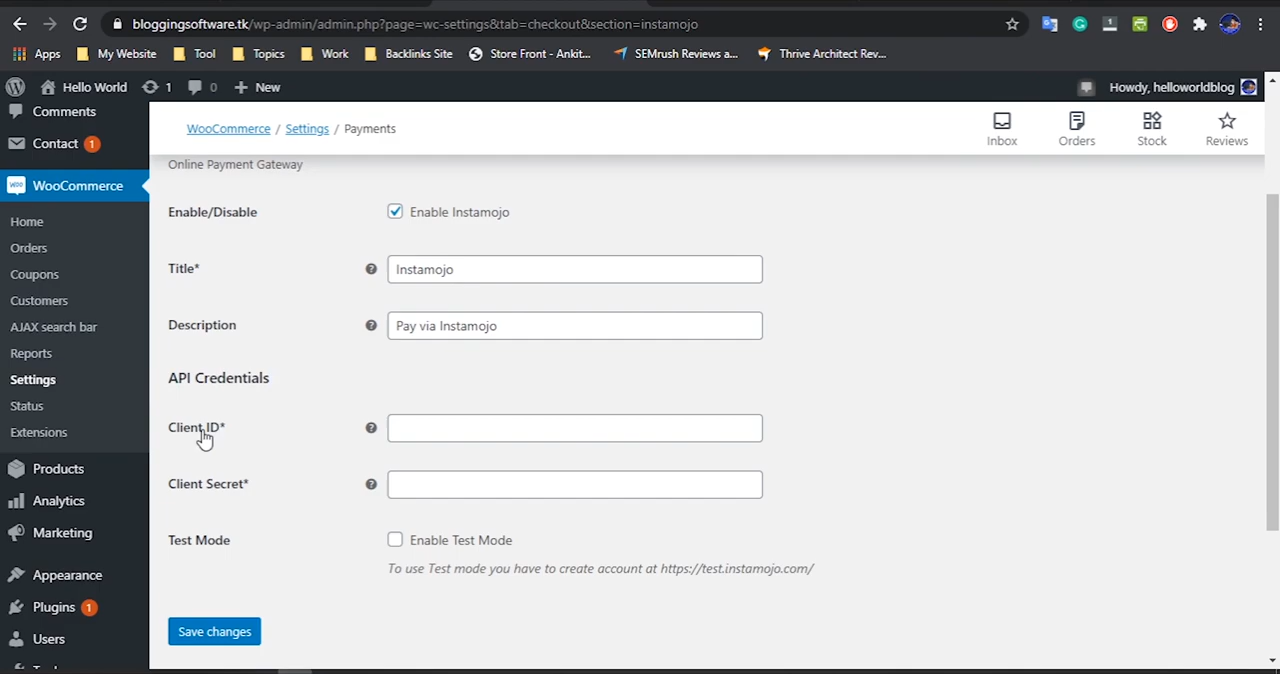 bloggingsoftware.tk/wp-admin/admin.php?page=wc-settings&tab=checkout&section=instamojo
Apps My Website Tool Topics Work Backlinks Site Store Front - Ankit... SEMrush Reviews a... Thrive Architect Rev...
Hello World 1 0 New Howdy, helloworldblog
Comments
Contact 1
WooCommerce
Home
Orders
Coupons
Customers
AJAX search bar
Reports
Settings
Status
Extensions
Products
Analytics
Marketing
Appearance
Plugins 1
Users
WooCommerce / Settings / Payments
Inbox Orders Stock Reviews
Online Payment Gateway
Enable/Disable Enable Instamojo
Title* Instamojo
Description Pay via Instamojo
API Credentials
Client ID*
Client Secret*
Test Mode Enable Test Mode
To use Test mode you have to create account at https://test.instamojo.com/
Save changes